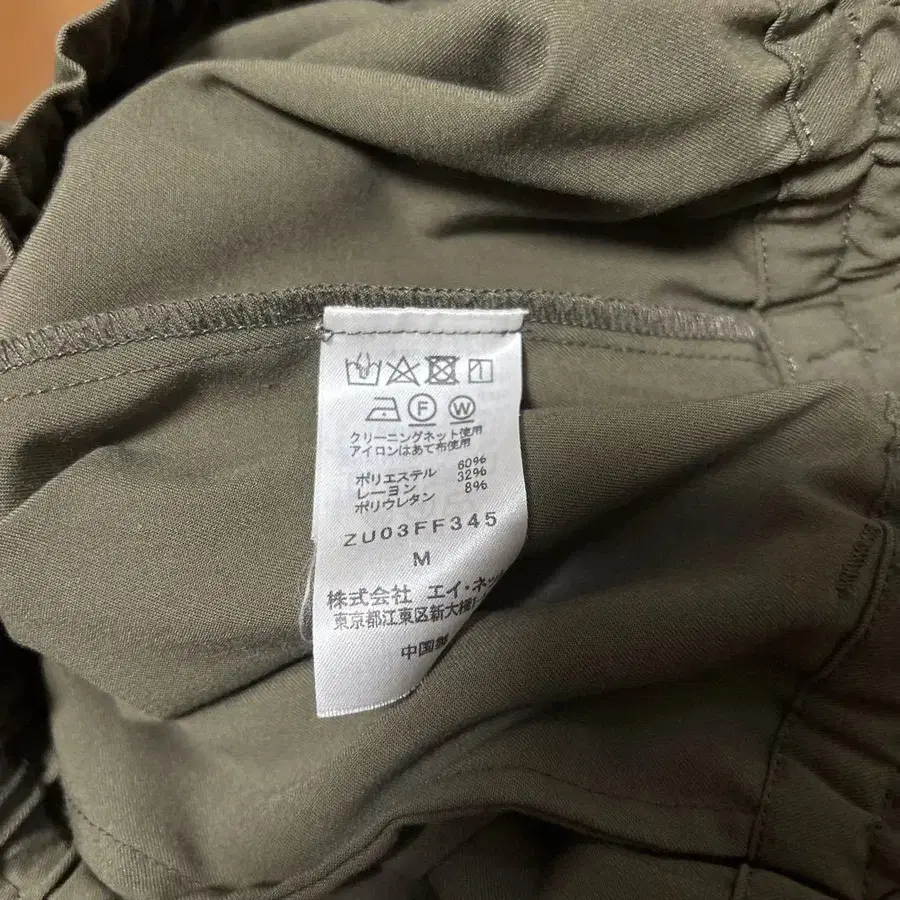 F W
クリーニングネット使用
アイロンはあて布使用
ポリエステル 60%
レーヨン 32%
ポリウレタン 8%
ZU03FF345
M
株式会社 エイ・ネッ
東京都江東区新大橋1
中国製